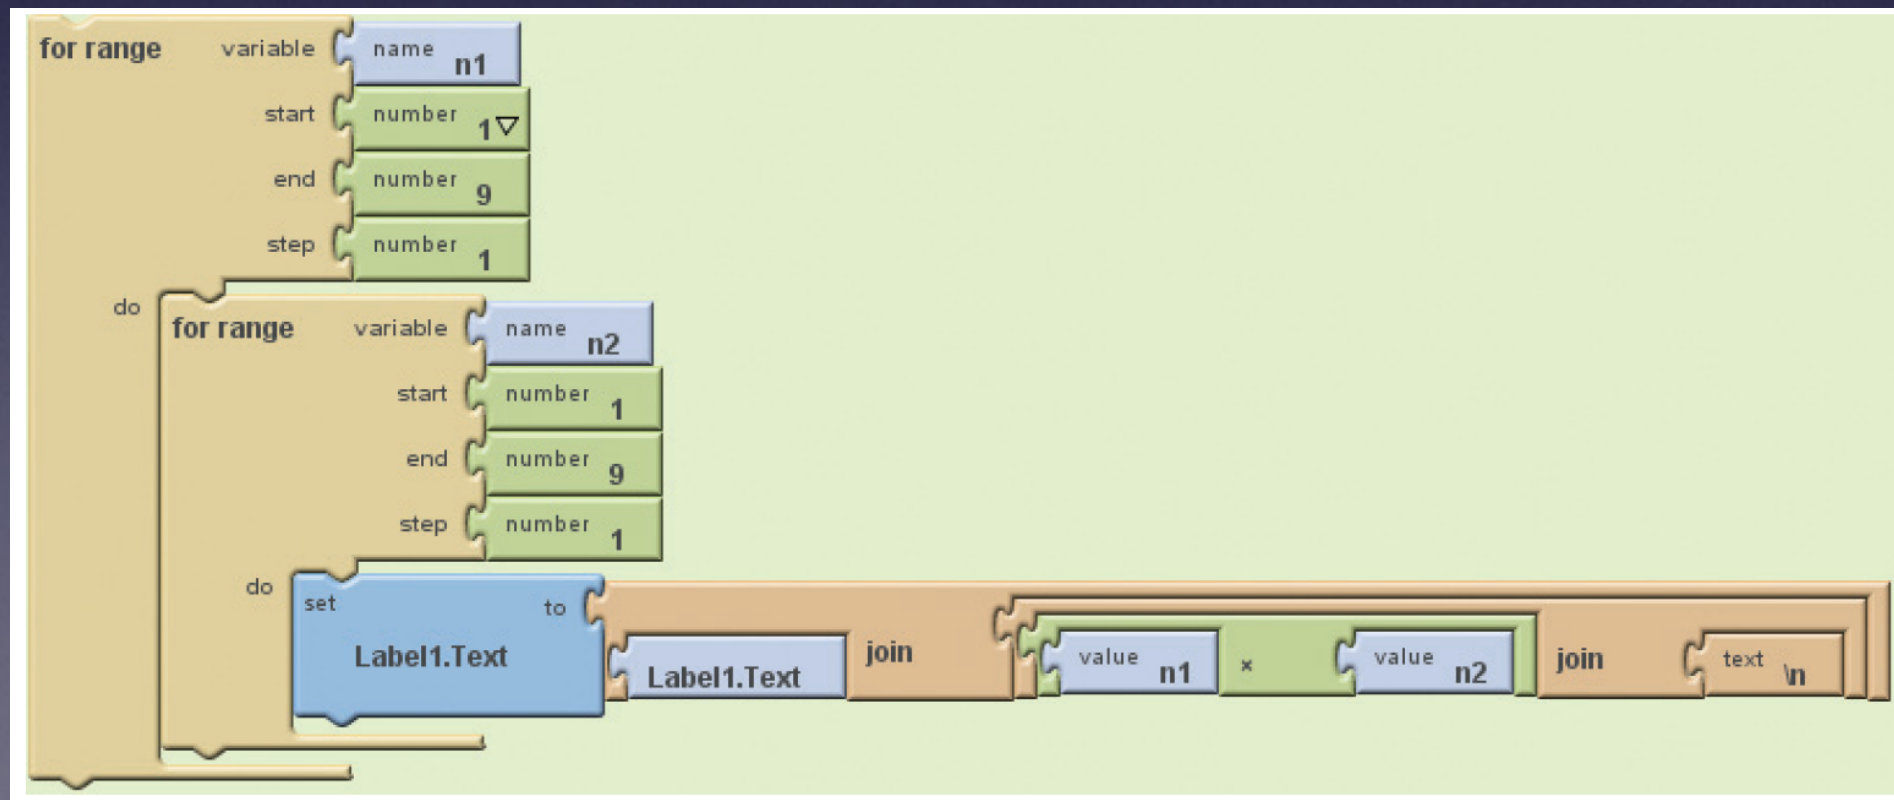 for range variable name n1
start number 1
end number 9
step number 1
do
for range variable name n2
start number 1
end number 9
step number 1
do
set Label1.Text to Label1.Text join value n1 × value n2 join text \n